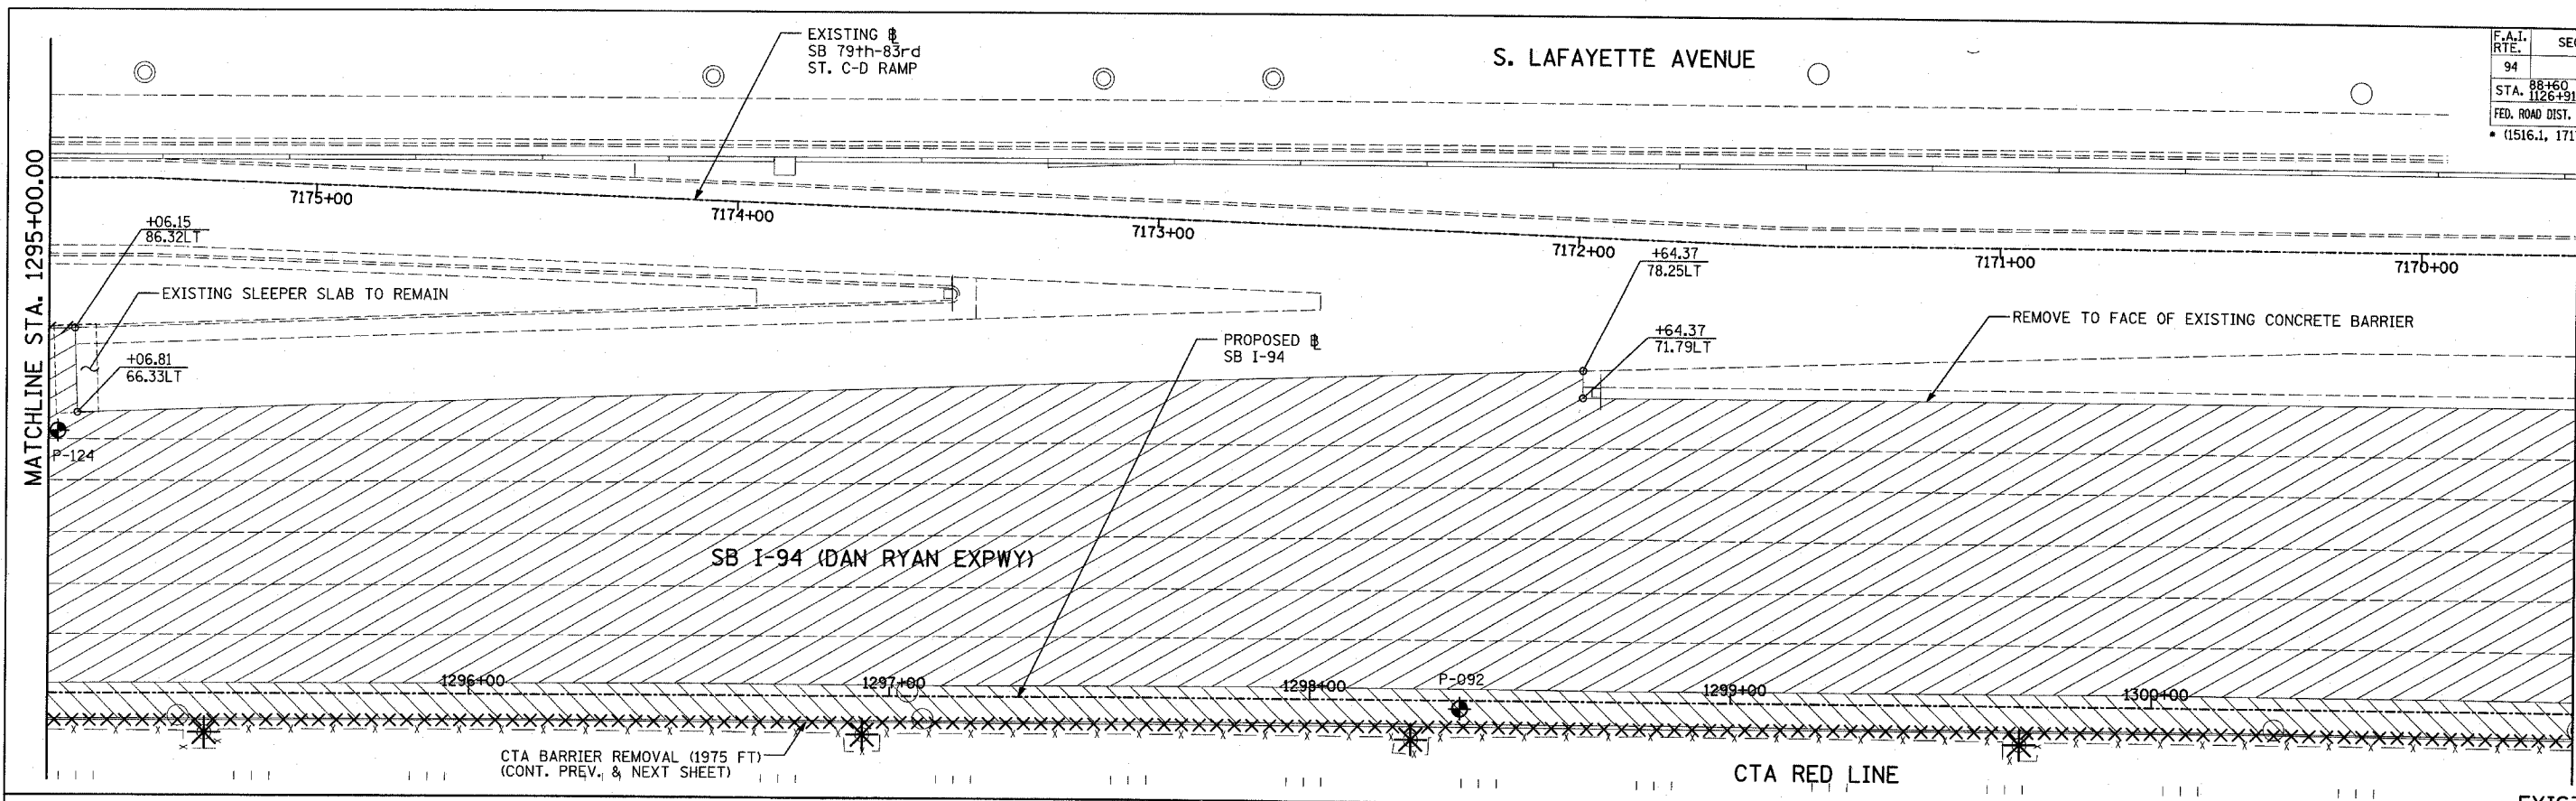 EXISTING ⅊
SB 79th-83rd
ST. C-D RAMP
S. LAFAYETTE AVENUE
F.A.I.
RTE.
94
STA. 88+60
1126+91
FED. ROAD DIST.
* (1516.1, 171
MATCHLINE STA. 1295+00.00
7175+00
7174+00
7173+00
7172+00
7171+00
7170+00
+06.15
86.32LT
+64.37
78.25LT
EXISTING SLEEPER SLAB TO REMAIN
REMOVE TO FACE OF EXISTING CONCRETE BARRIER
PROPOSED ⅊
SB I-94
+64.37
71.79LT
+06.81
66.33LT
P-124
SB I-94 (DAN RYAN EXPWY)
1296+00
1297+00
1298+00
P-092
1299+00
1300+00
CTA BARRIER REMOVAL (1975 FT)
(CONT. PREV. & NEXT SHEET)
CTA RED LINE